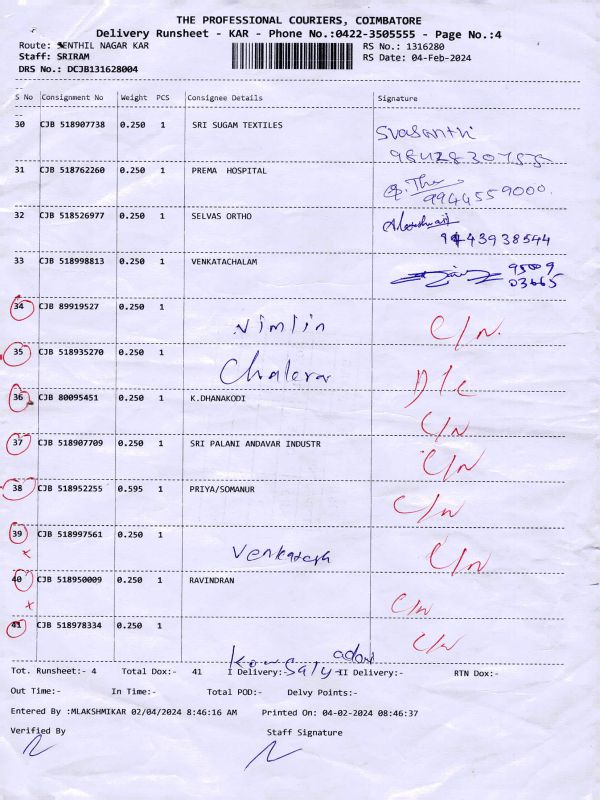 THE PROFESSIONAL COURIERS, COIMBATORE
Delivery Runsheet - KAR - Phone No.:0422-3505555 - Page No.:4
Route: SENTHIL NAGAR KAR RS No.: 1316280
Staff: SRIRAM RS Date: 04-Feb-2024
DRS No.: DCJB131628004
S No Consignment No Weight PCS Consignee Details Signature
30 CJB 518907738 0.250 1 SRI SUGAM TEXTILES
31 CJB 518762260 0.250 1 PREMA HOSPITAL
9944559000.
32 CJB 518526977 0.250 1 SELVAS ORTHO
9443938544
33 CJB 518998813 0.250 1 VENKATACHALAM
95009
03665
34 CJB 89919527 0.250 1
Nimlin C/N.
35 CJB 518935270 0.250 1
D/C
36 CJB 80095451 0.250 1 K.DHANAKODI
C/N
37 CJB 518907709 0.250 1 SRI PALANI ANDAVAR INDUSTR
C/N
38 CJB 518952255 0.595 1 PRIYA/SOMANUR
C/N
39 CJB 518997561 0.250 1
x Venkatesh C/N
40 CJB 518950009 0.250 1 RAVINDRAN
x C/N
41 CJB 518978334 0.250 1
C/N
Tot. Runsheet:- 4 Total Dox:- 41 I Delivery:- II Delivery:- RTN Dox:-
Out Time:- In Time:- Total POD:- Delvy Points:-
Entered By :MLAKSHMIKAR 02/04/2024 8:46:16 AM Printed On: 04-02-2024 08:46:37
Verified By Staff Signature